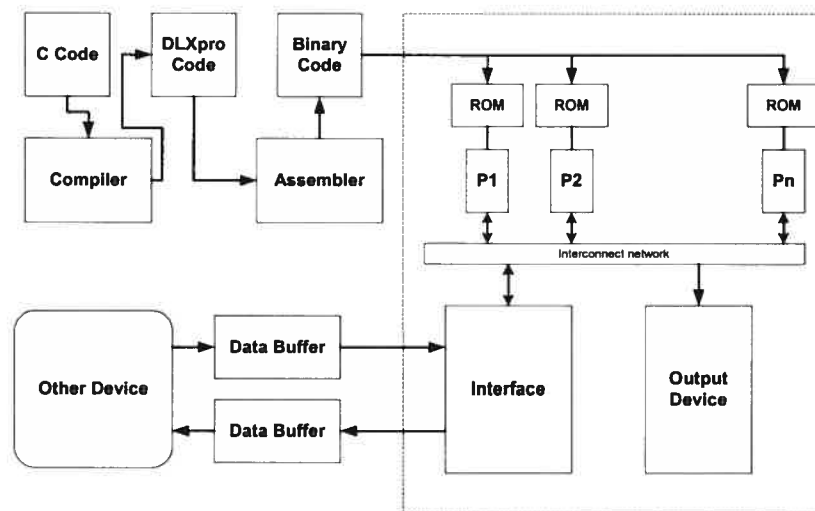 C Code
DLXpro
Code
Binary
Code
Compiler
Assembler
ROM
ROM
ROM
P1
P2
Pn
Interconnect network
Other Device
Data Buffer
Data Buffer
Interface
Output
Device